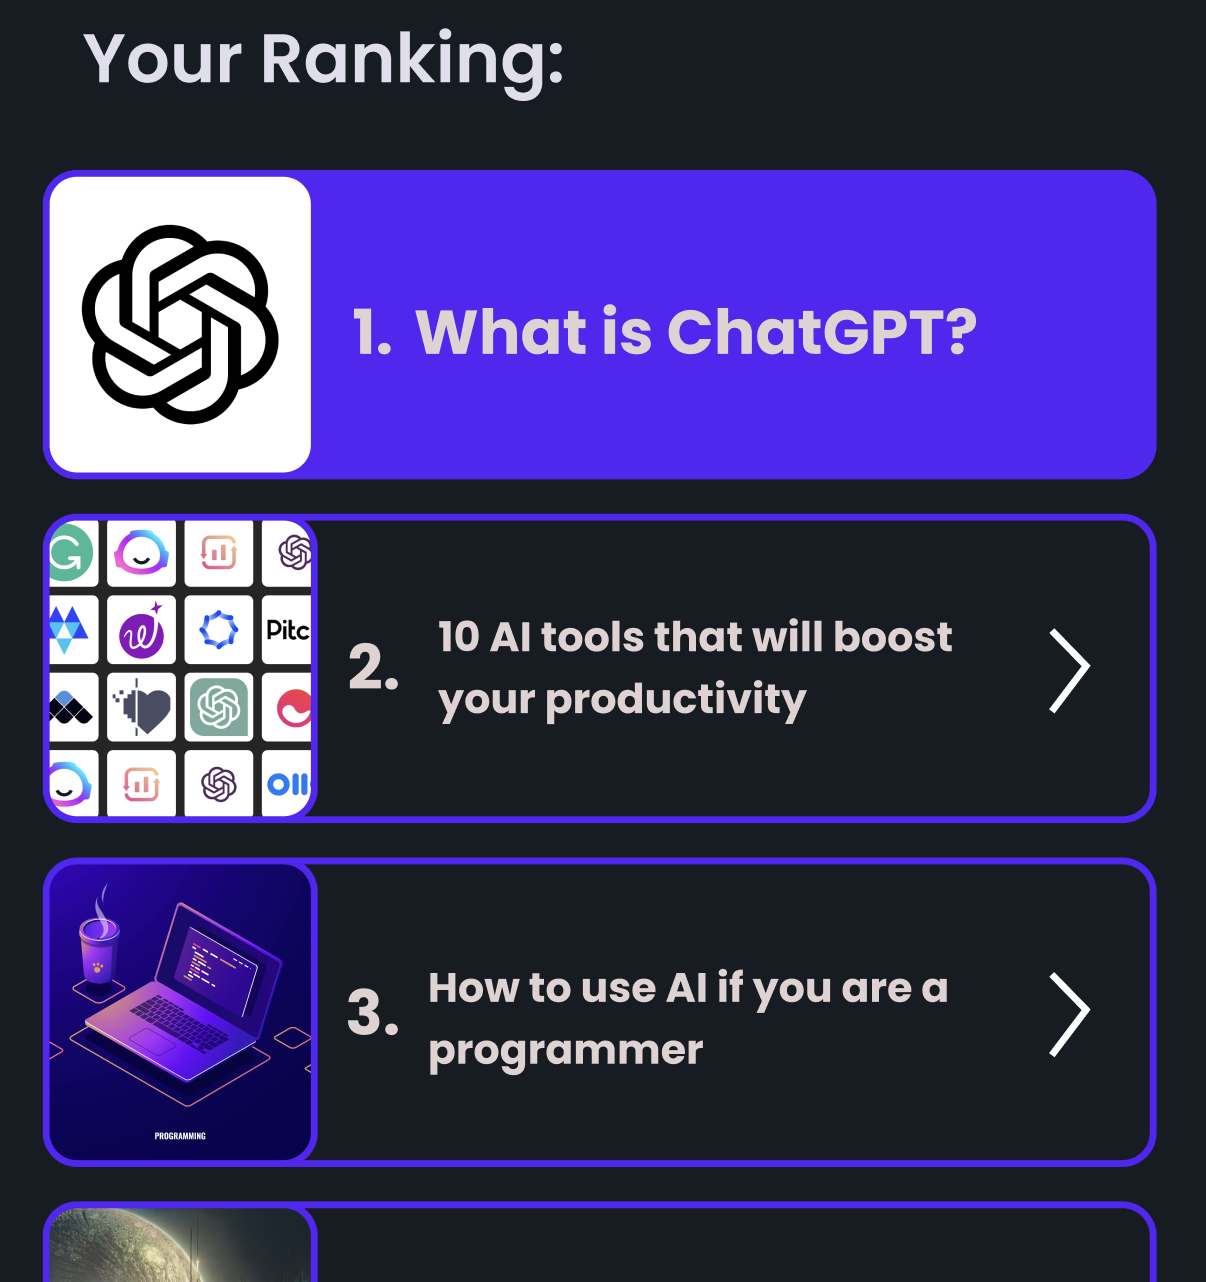 Your Ranking:
1. What is ChatGPT?
Pitc
2.
10 AI tools that will boost
your productivity
Oll
3.
How to use AI if you are a
programmer
PROGRAMMING